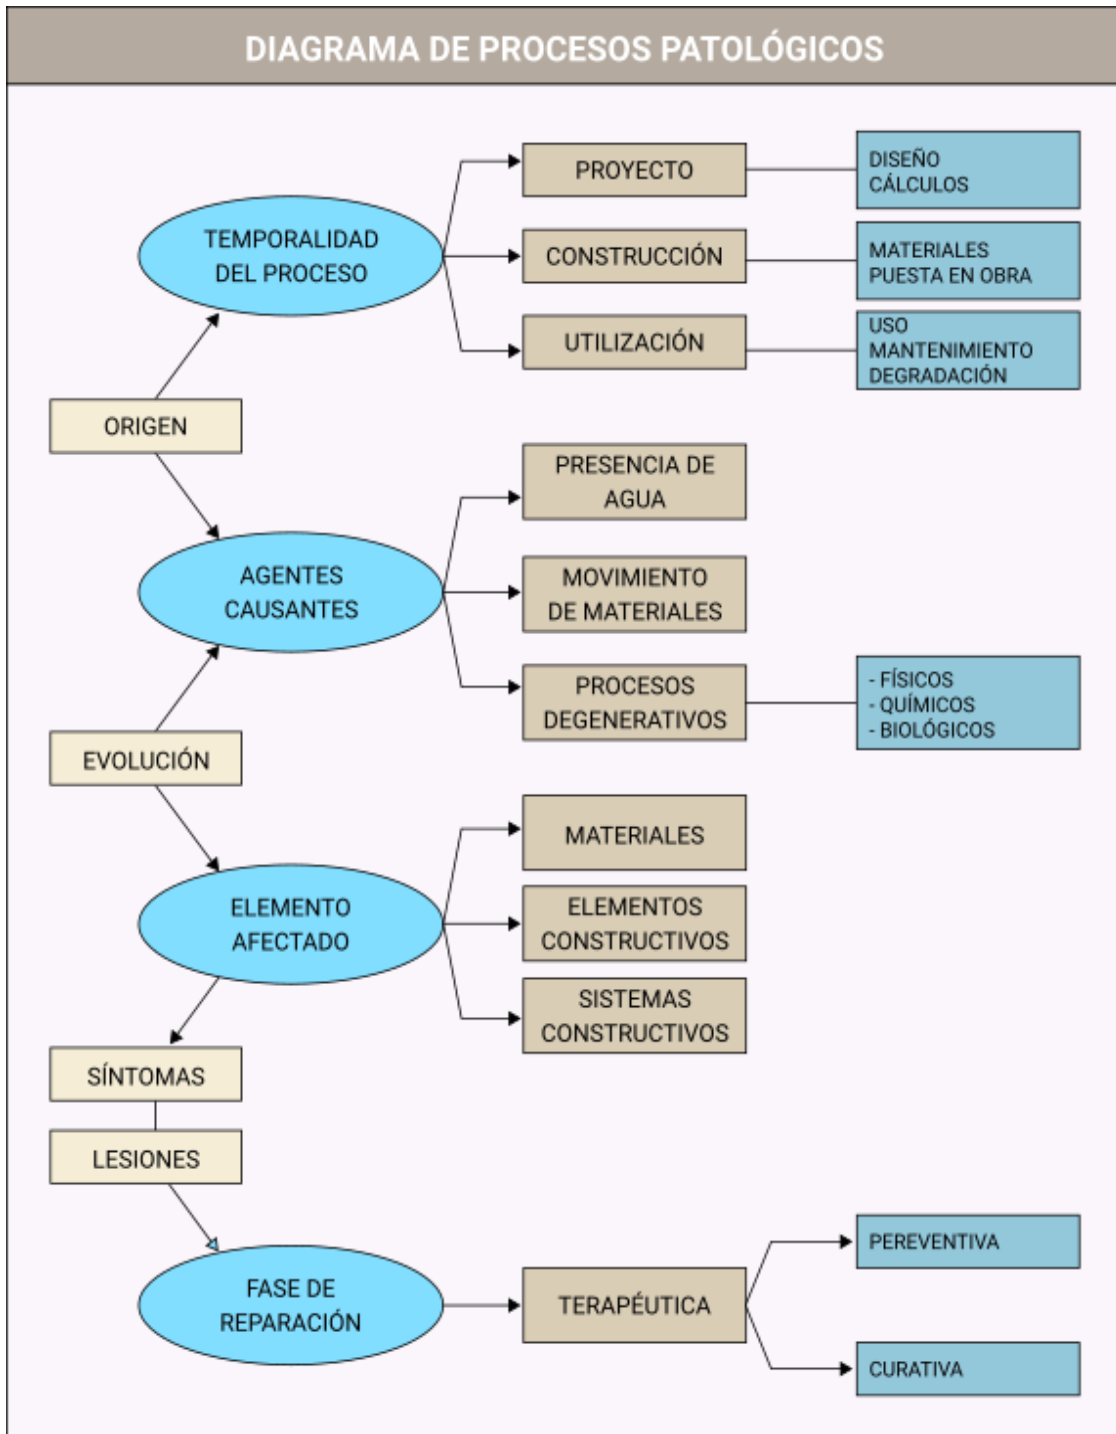 DIAGRAMA DE PROCESOS PATOLÓGICOS
TEMPORALIDAD
DEL PROCESO
PROYECTO
DISEÑO
CÁLCULOS
CONSTRUCCIÓN
MATERIALES
PUESTA EN OBRA
UTILIZACIÓN
USO
MANTENIMIENTO
DEGRADACIÓN
ORIGEN
AGENTES
CAUSANTES
PRESENCIA DE
AGUA
MOVIMIENTO
DE MATERIALES
PROCESOS
DEGENERATIVOS
- FÍSICOS
- QUÍMICOS
- BIOLÓGICOS
EVOLUCIÓN
ELEMENTO
AFECTADO
MATERIALES
ELEMENTOS
CONSTRUCTIVOS
SISTEMAS
CONSTRUCTIVOS
SÍNTOMAS
LESIONES
FASE DE
REPARACIÓN
TERAPÉUTICA
PEREVENTIVA
CURATIVA